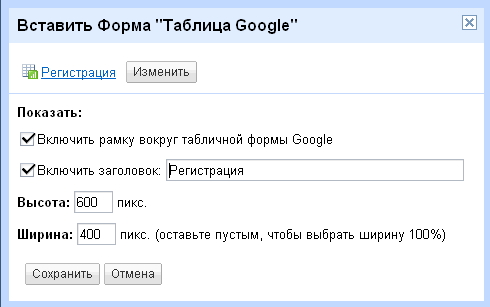 Вставить Форма "Таблица Google"
Регистрация Изменить
Показать:
Включить рамку вокруг табличной формы Google
Включить заголовок: Регистрация
Высота: 600 пикс.
Ширина: 400 пикс. (оставьте пустым, чтобы выбрать ширину 100%)
Сохранить Отмена